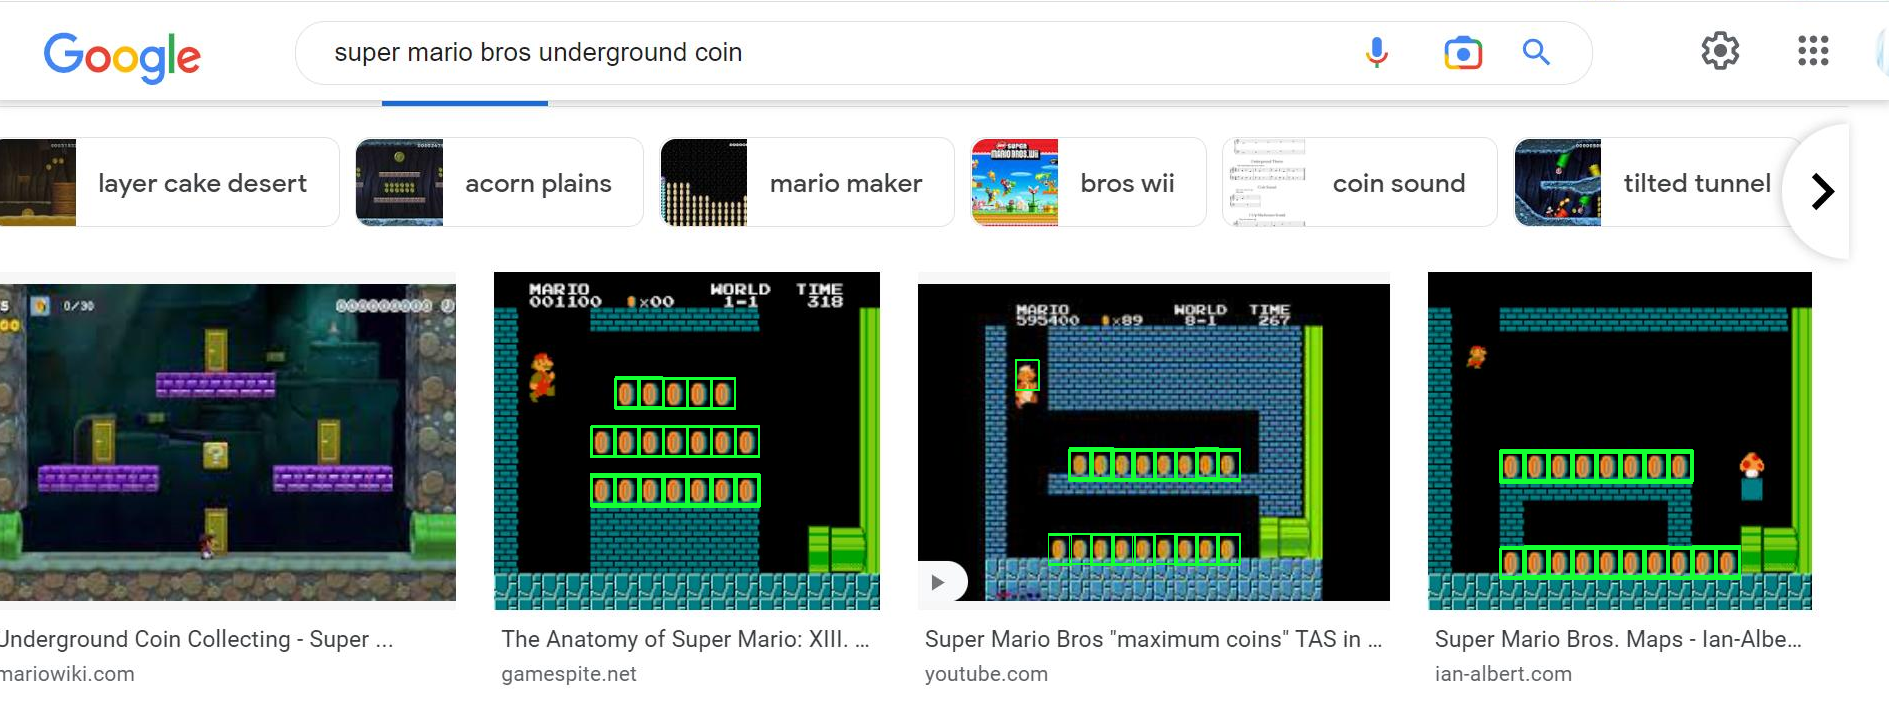 Google
super mario bros underground coin
layer cake desert
acorn plains
mario maker
bros wii
coin sound
tilted tunnel
0/30
MARIO WORLD TIME
001100 x00 1-1 318
MARIO WORLD TIME
595400 x89 8-1 267
Underground Coin Collecting - Super ...
mariowiki.com
The Anatomy of Super Mario: XIII. ...
gamespite.net
Super Mario Bros "maximum coins" TAS in ...
youtube.com
Super Mario Bros. Maps - Ian-Albe...
ian-albert.com